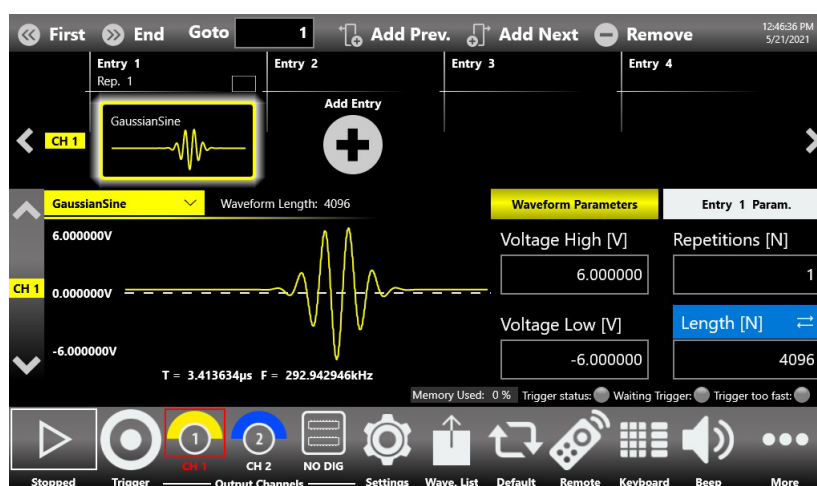 First End Goto 1 Add Prev. Add Next Remove
12:46:36 PM
5/21/2021
Entry 1 Entry 2 Entry 3 Entry 4
Rep. 1
Add Entry
GaussianSine
CH 1
GaussianSine Waveform Length: 4096 Waveform Parameters Entry 1 Param.
6.000000V
Voltage High [V] Repetitions [N]
6.000000 1
CH 1
0.000000V
Voltage Low [V] Length [N]
-6.000000V
-6.000000 4096
T = 3.413634µs F = 292.942946kHz
Memory Used: 0 % Trigger status: Waiting Trigger: Trigger too fast:
1 2
CH 1 CH 2 NO DIG
Stopped Trigger Output Channels Settings Wave. List Default Remote Keyboard Beep More